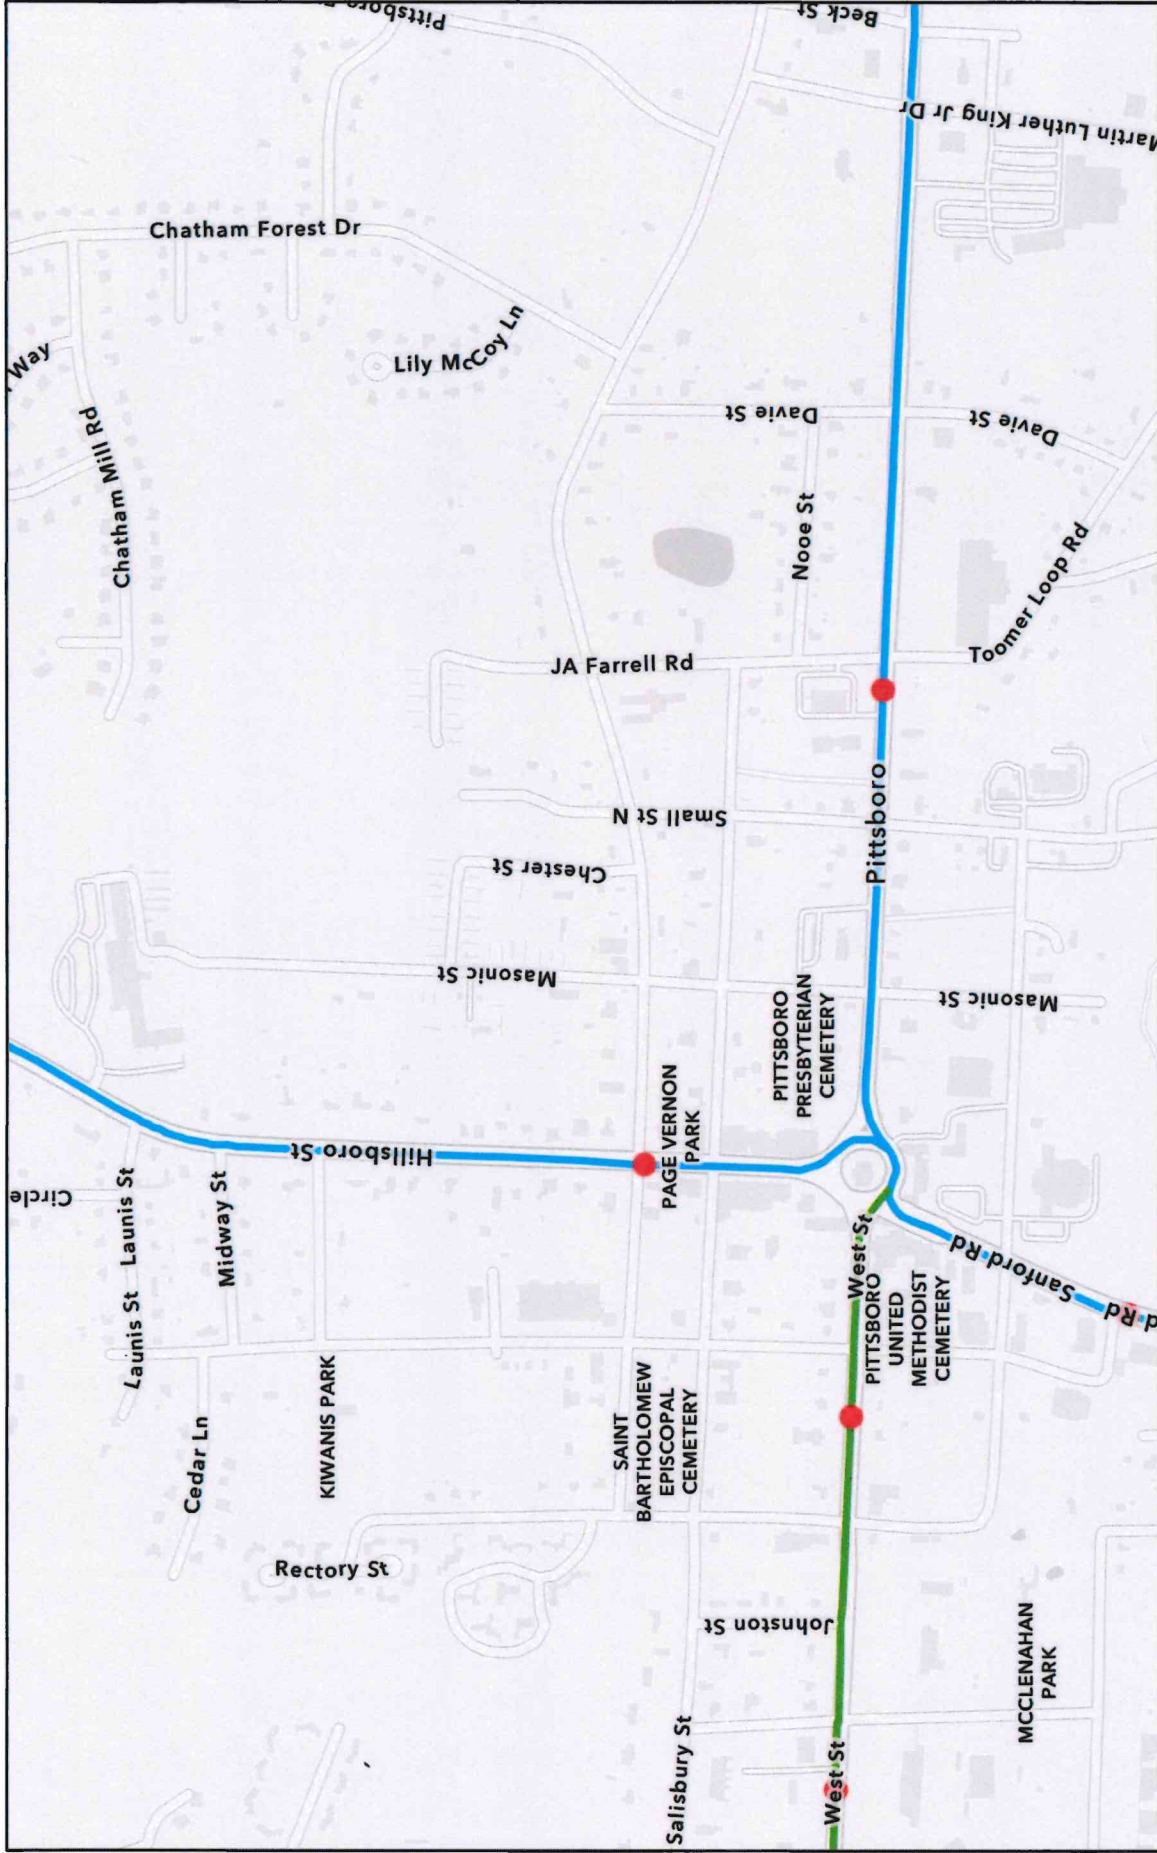 Pittsboro
Beck St
Martin Luther King Jr Dr
Chatham Forest Dr
Way
Lily McCoy Ln
Chatham Mill Rd
Davie St
Davie St
Nooe St
Toomer Loop Rd
JA Farrell Rd
Small St N
Pittsboro
Chester St
Masonic St
Masonic St
PITTSBORO
PRESBYTERIAN
CEMETERY
PAGE VERNON
PARK
Hillsboro St
Circle
Launis St
Launis St
Midway St
West St
Sanford Rd
d Rd
PITTSBORO
UNITED
METHODIST
CEMETERY
KIWANIS PARK
SAINT
BARTHOLOMEW
EPISCOPAL
CEMETERY
Cedar Ln
Rectory St
Johnston St
MCCLENAHAN
PARK
Salisbury St
West St